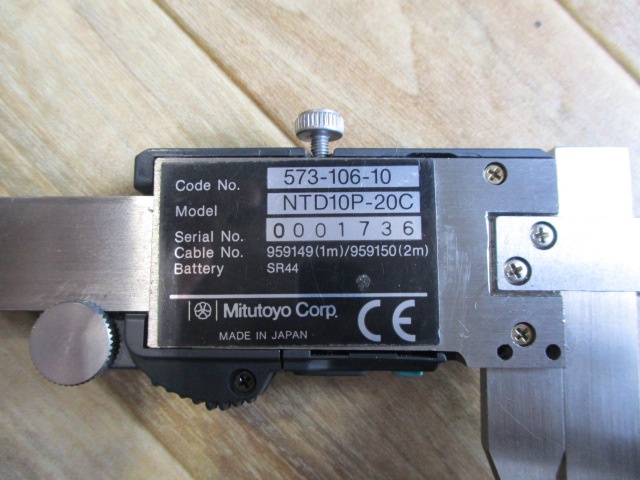 Code No. 573-106-10
Model NTD10P-20C
Serial No. 0001736
Cable No. 959149(1m)/959150(2m)
Battery SR44
Mitutoyo Corp. CE
MADE IN JAPAN